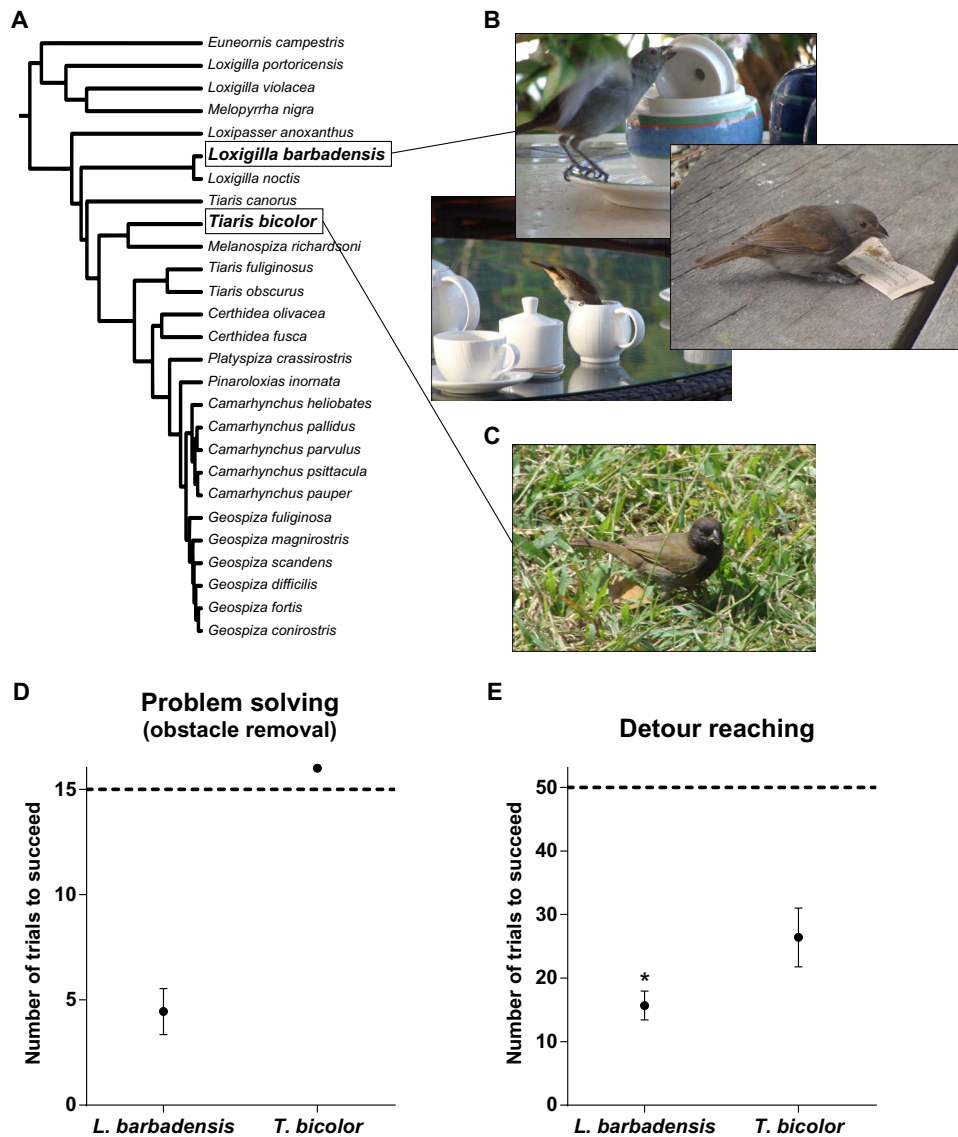 A
Euneornis campestris
Loxigilla portoricensis
Loxigilla violacea
Melopyrrha nigra
Loxipasser anoxanthus
Loxigilla barbadensis
Loxigilla noctis
Tiaris canorus
Tiaris bicolor
Melanospiza richardsoni
Tiaris fuliginosus
Tiaris obscurus
Certhidea olivacea
Certhidea fusca
Platyspiza crassirostris
Pinaroloxias inornata
Camarhynchus heliobates
Camarhynchus pallidus
Camarhynchus parvulus
Camarhynchus psittacula
Camarhynchus pauper
Geospiza fuliginosa
Geospiza magnirostris
Geospiza scandens
Geospiza difficilis
Geospiza fortis
Geospiza conirostris
B
C
D
Problem solving
(obstacle removal)
Number of trials to succeed
15
10
5
0
L. barbadensis
T. bicolor
E
Detour reaching
Number of trials to succeed
50
40
30
20
10
0
*
L. barbadensis
T. bicolor